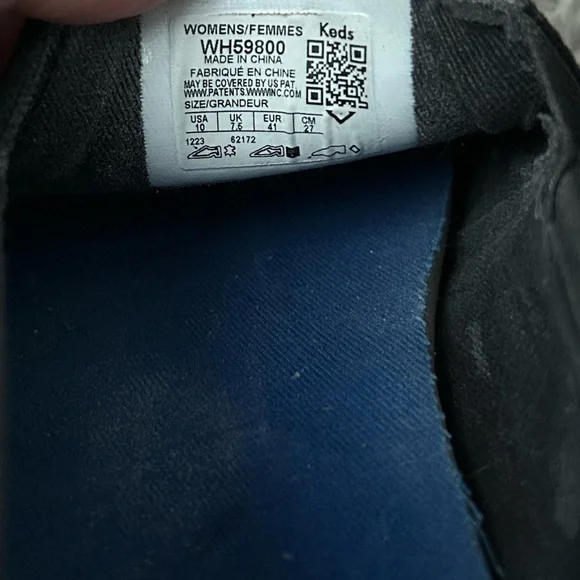 WOMENS/FEMMES Keds
WH59800
MADE IN CHINA
FABRIQUÉ EN CHINE
MAY BE COVERED BY US PAT
WWW.PATENTS.WWWINC.COM
SIZE/GRANDEUR
USA UK EUR CM
10 7.5 41 27
1223 62172